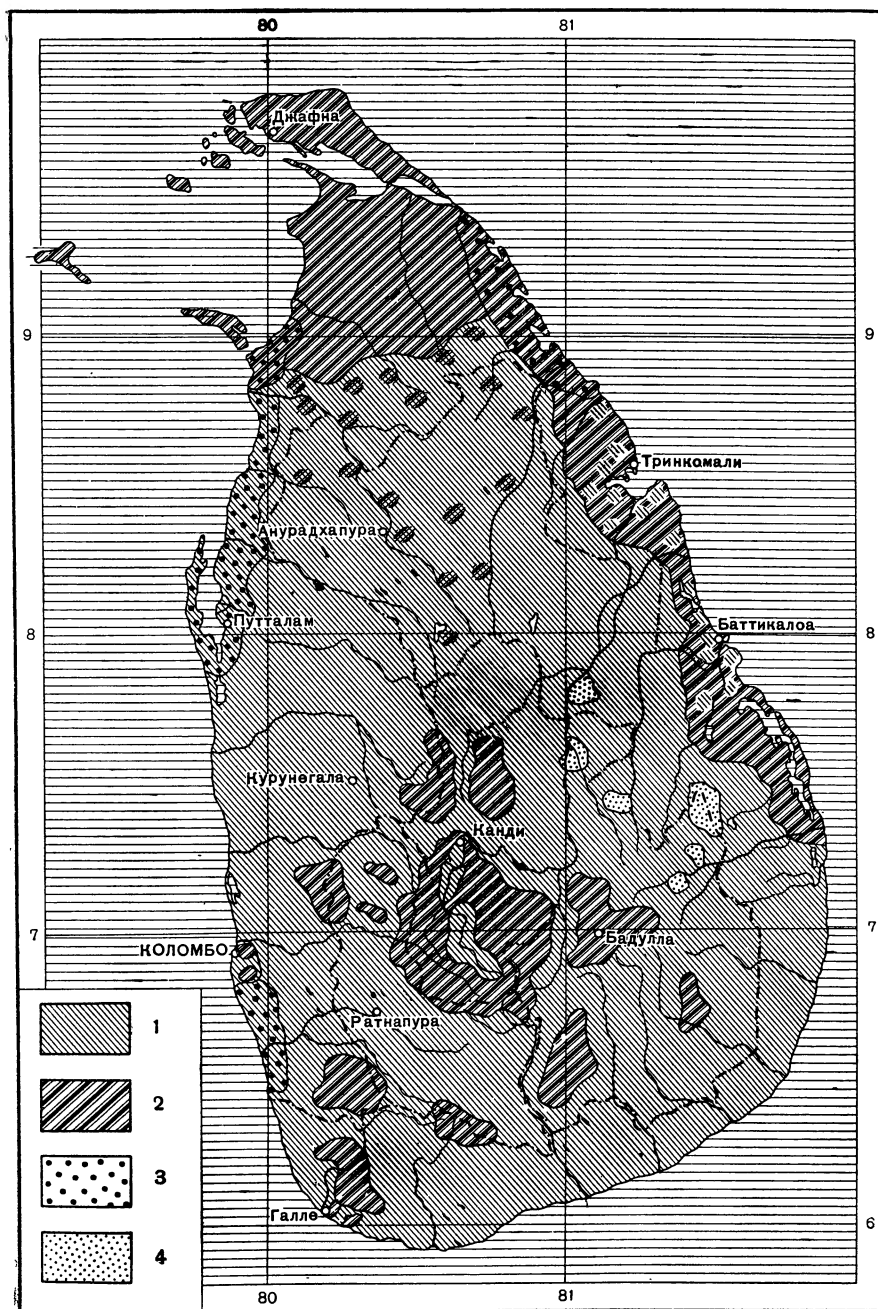 80 81
Джафна
9 9
Тринкомали
Анурадхапура
Путталам
8 Баттикалоа 8
Курунегала
Канди
7 7
Бадулла
КОЛОМБО
Ратнапура
1
2
3
4
Галле
6
80 81